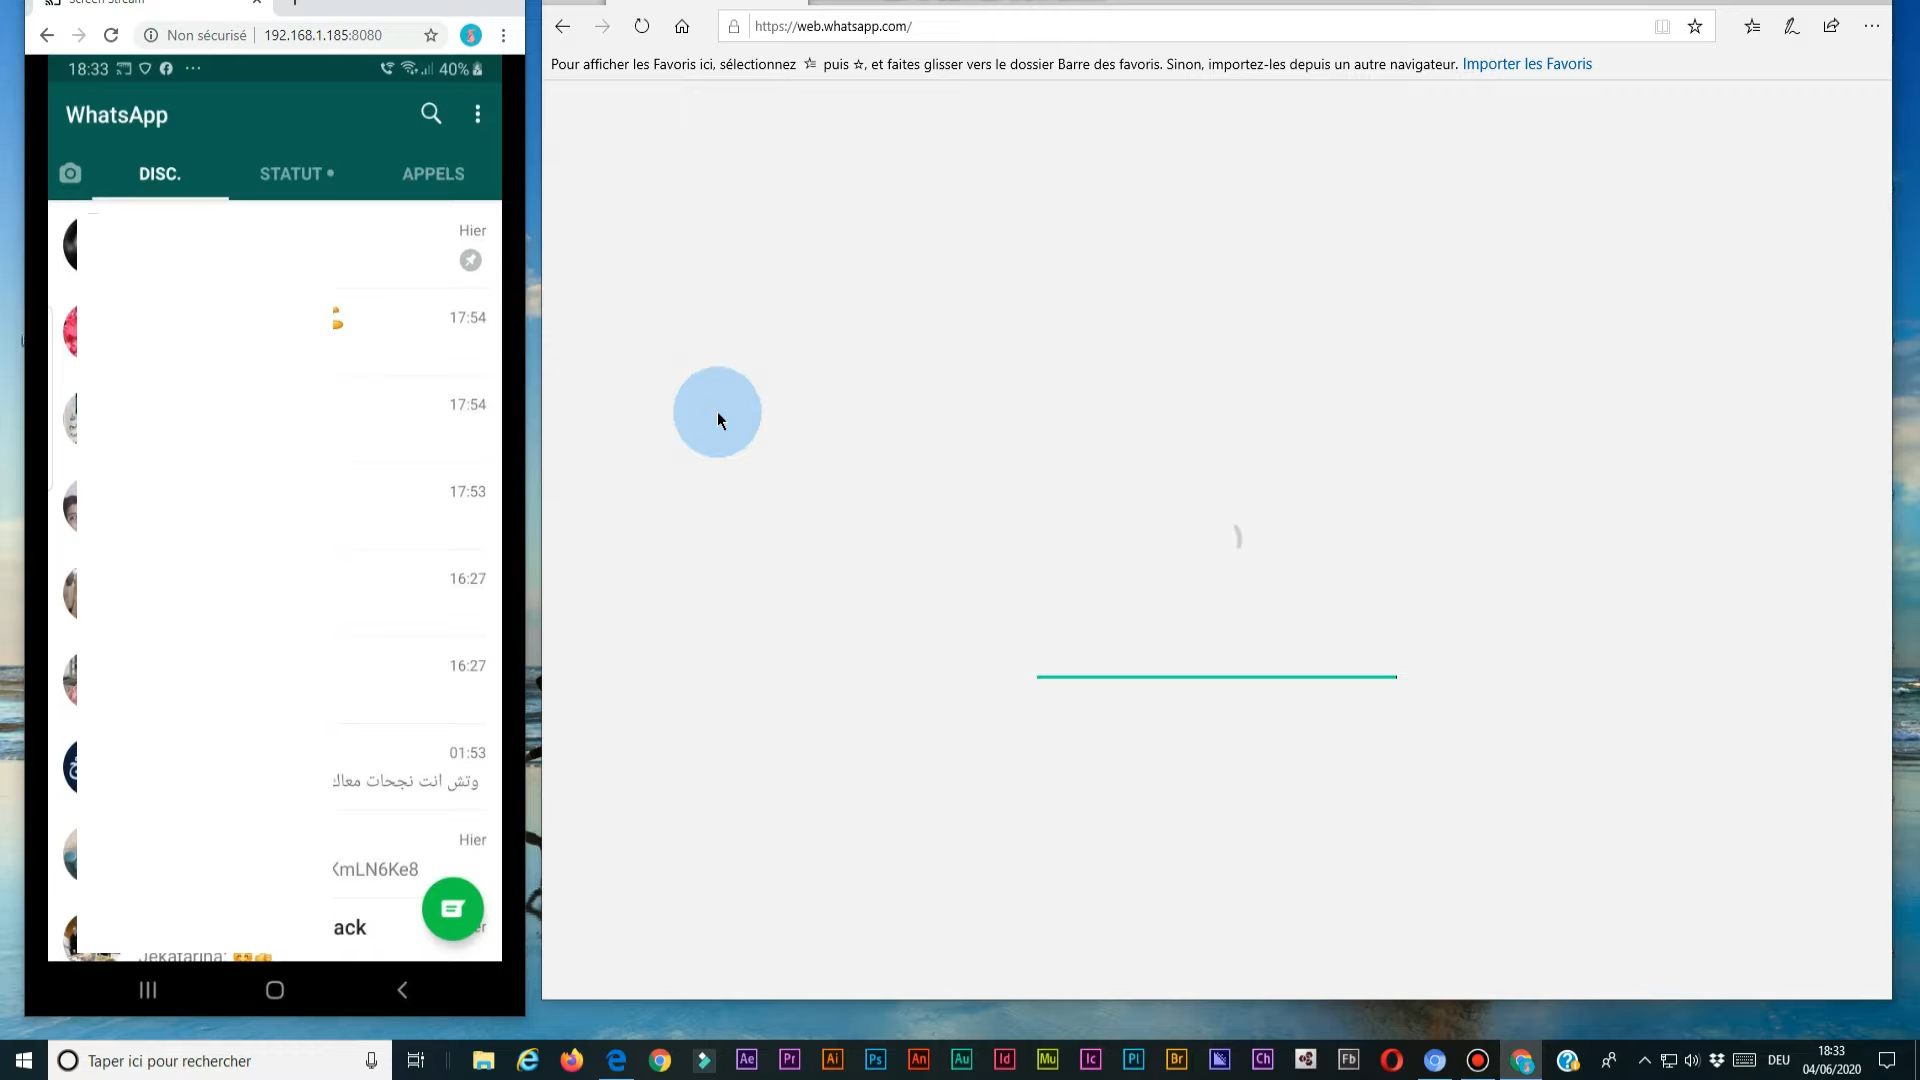 Non sécurisé
192.168.1.185:8080
18:33
40%
WhatsApp
DISC.
STATUT
APPELS
Hier
17:54
17:54
17:53
16:27
16:27
01:53
وتش انت نجحات معاك
Hier
KmLN6Ke8
ack
Jekatarina:
https://web.whatsapp.com/
Pour afficher les Favoris ici, sélectionnez puis ☆, et faites glisser vers le dossier Barre des favoris. Sinon, importez-les depuis un autre navigateur. Importer les Favoris
Taper ici pour rechercher
Ae Pr Ai Ps An Au Id Mu Ic Pl Br Ch Fb
DEU
18:33
04/06/2020